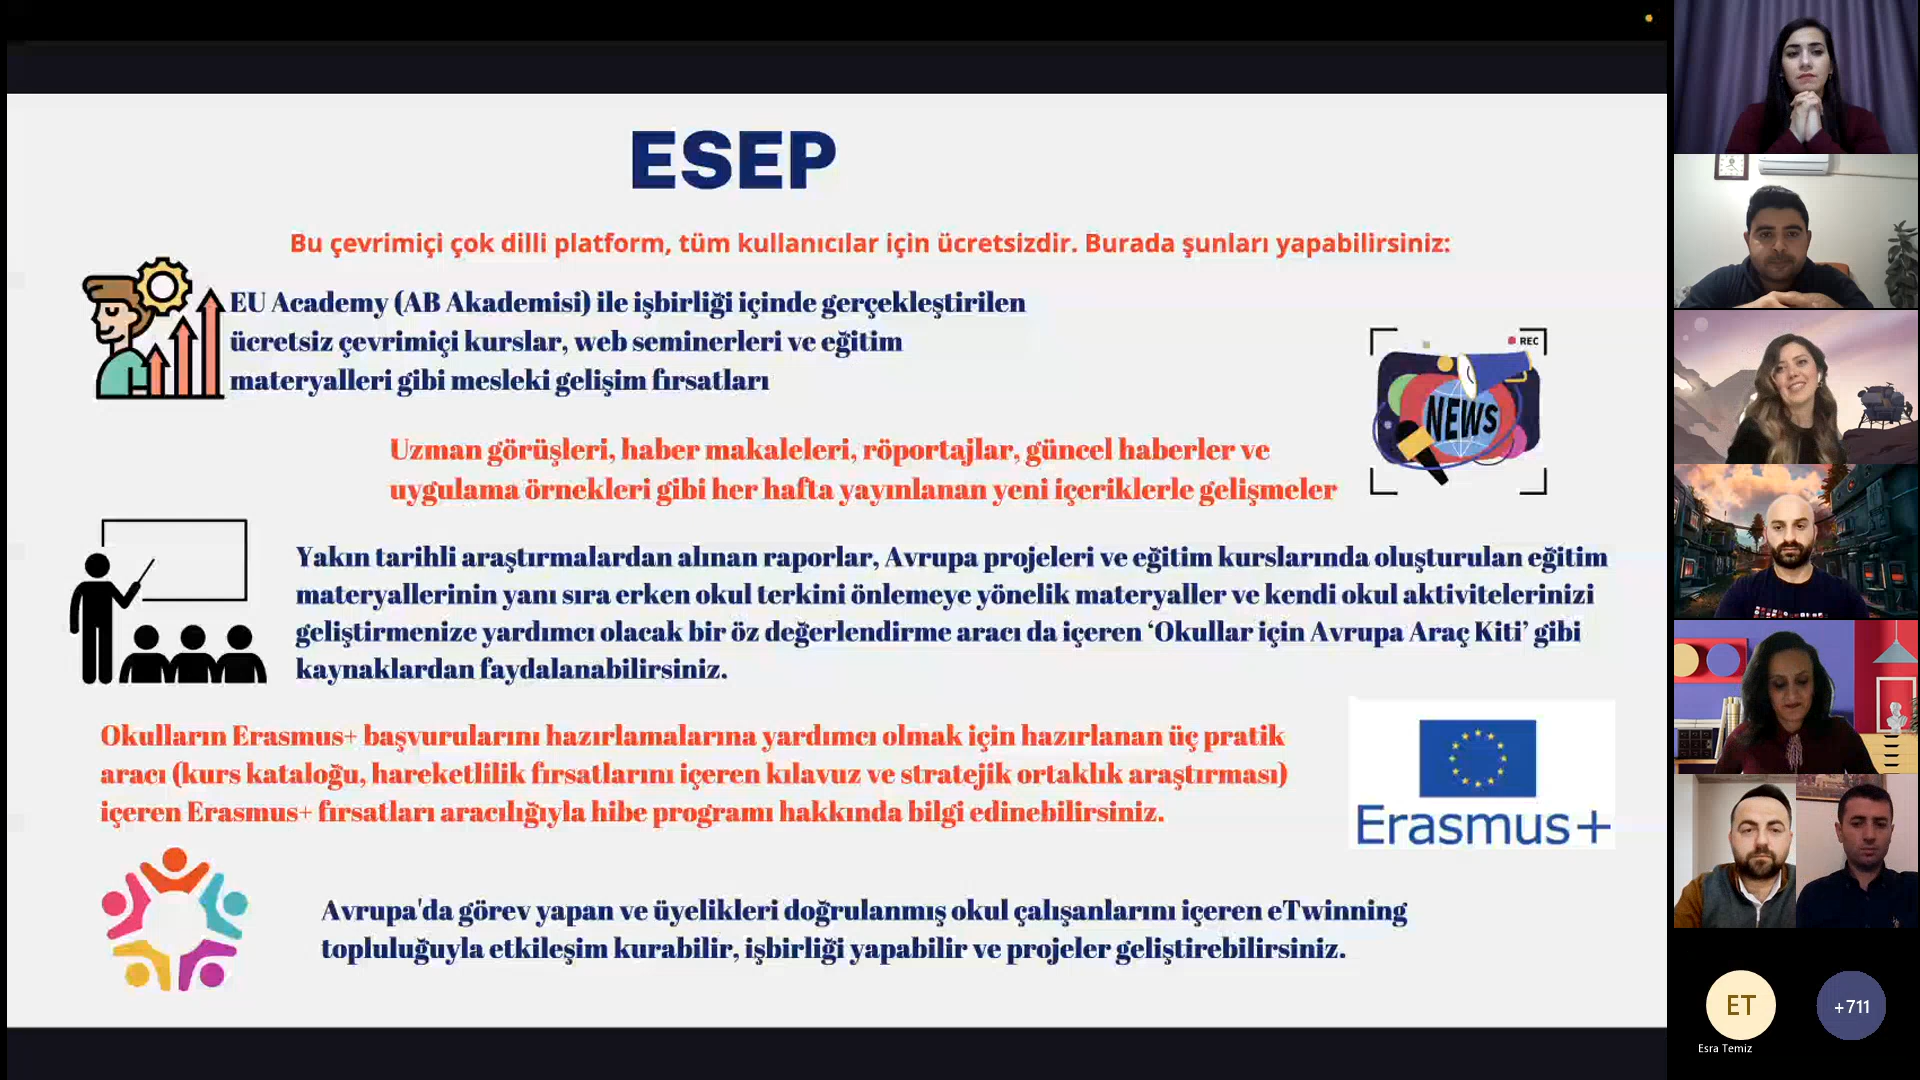 ESEP
Bu çevrimiçi çok dilli platform, tüm kullanıcılar için ücretsizdir. Burada şunları yapabilirsiniz:
EU Academy (AB Akademisi) ile işbirliği içinde gerçekleştirilen
ücretsiz çevrimiçi kurslar, web seminerleri ve eğitim
materyalleri gibi mesleki gelişim fırsatları
REC
NEWS
Uzman görüşleri, haber makaleleri, röportajlar, güncel haberler ve
uygulama örnekleri gibi her hafta yayınlanan yeni içeriklerle gelişmeler
Yakın tarihli araştırmalardan alınan raporlar, Avrupa projeleri ve eğitim kurslarında oluşturulan eğitim
materyallerinin yanı sıra erken okul terkini önlemeye yönelik materyaller ve kendi okul aktivitelerinizi
geliştirmenize yardımcı olacak bir öz değerlendirme aracı da içeren ‘Okullar için Avrupa Araç Kiti’ gibi
kaynaklardan faydalanabilirsiniz.
Okulların Erasmus+ başvurularını hazırlamalarına yardımcı olmak için hazırlanan üç pratik
aracı (kurs kataloğu, hareketlilik fırsatlarını içeren kılavuz ve stratejik ortaklık araştırması)
içeren Erasmus+ fırsatları aracılığıyla hibe programı hakkında bilgi edinebilirsiniz.
Erasmus+
Avrupa'da görev yapan ve üyelikleri doğrulanmış okul çalışanlarını içeren eTwinning
topluluğuyla etkileşim kurabilir, işbirliği yapabilir ve projeler geliştirebilirsiniz.
ET
+711
Esra Temiz